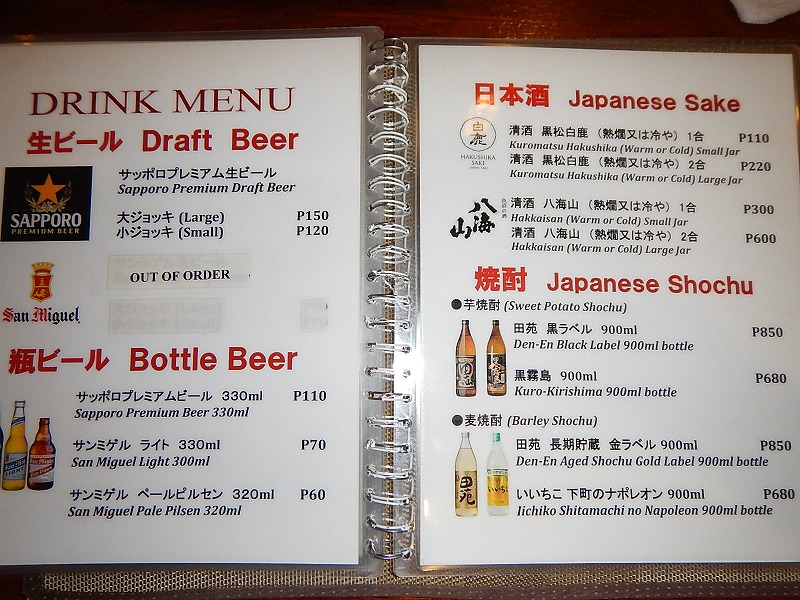 DRINK MENU
生ビール Draft Beer
サッポロプレミアム生ビール
Sapporo Premium Draft Beer
SAPPORO
PREMIUM BEER
大ジョッキ (Large) P150
小ジョッキ (Small) P120
OUT OF ORDER
San Miguel
瓶ビール Bottle Beer
サッポロプレミアムビール 330ml P110
Sapporo Premium Beer 330ml
サンミゲル ライト 330ml P70
San Miguel Light 300ml
サンミゲル ペールピルセン 320ml P60
San Miguel Pale Pilsen 320ml
日本酒 Japanese Sake
白鹿
HAKUSHIKA
SAKE
清酒 黒松白鹿 (熱燗又は冷や) 1合 P110
Kuromatsu Hakushika (Warm or Cold) Small Jar
清酒 黒松白鹿 (熱燗又は冷や) 2合 P220
Kuromatsu Hakushika (Warm or Cold) Large Jar
八海山
清酒 八海山 (熱燗又は冷や) 1合 P300
Hakkaisan (Warm or Cold) Small Jar
清酒 八海山 (熱燗又は冷や) 2合 P600
Hakkaisan (Warm or Cold) Large Jar
焼酎 Japanese Shochu
●芋焼酎 (Sweet Potato Shochu)
田苑 黒ラベル 900ml P850
Den-En Black Label 900ml bottle
黒霧島 900ml P680
Kuro-Kirishima 900ml bottle
●麦焼酎 (Barley Shochu)
田苑 長期貯蔵 金ラベル 900ml P850
Den-En Aged Shochu Gold Label 900ml bottle
田苑
いいちこ
いいちこ 下町のナポレオン 900ml P680
Iichiko Shitamachi no Napoleon 900ml bottle